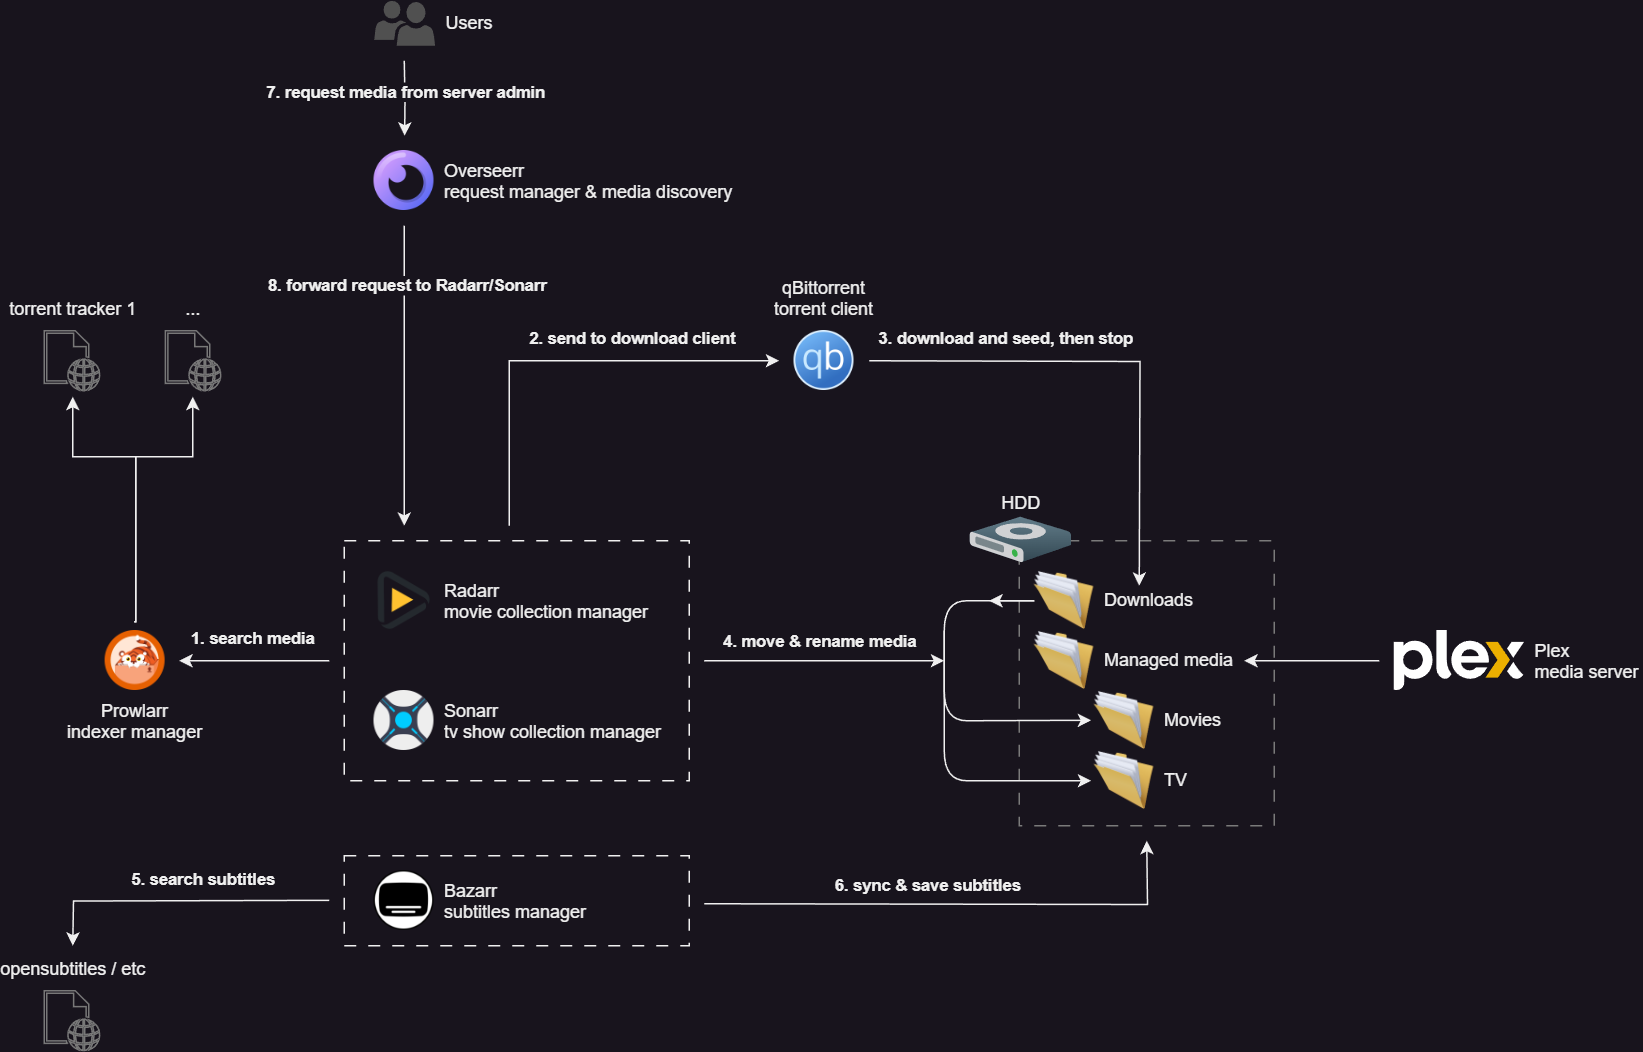 Users
7. request media from server admin
Overseerr
request manager & media discovery
8. forward request to Radarr/Sonarr
torrent tracker 1
...
qBittorrent
torrent client
2. send to download client
qb
3. download and seed, then stop
HDD
Radarr
movie collection manager
Downloads
1. search media
4. move & rename media
Managed media
plex
Plex
media server
Prowlarr
indexer manager
Sonarr
tv show collection manager
Movies
TV
5. search subtitles
Bazarr
subtitles manager
6. sync & save subtitles
opensubtitles / etc